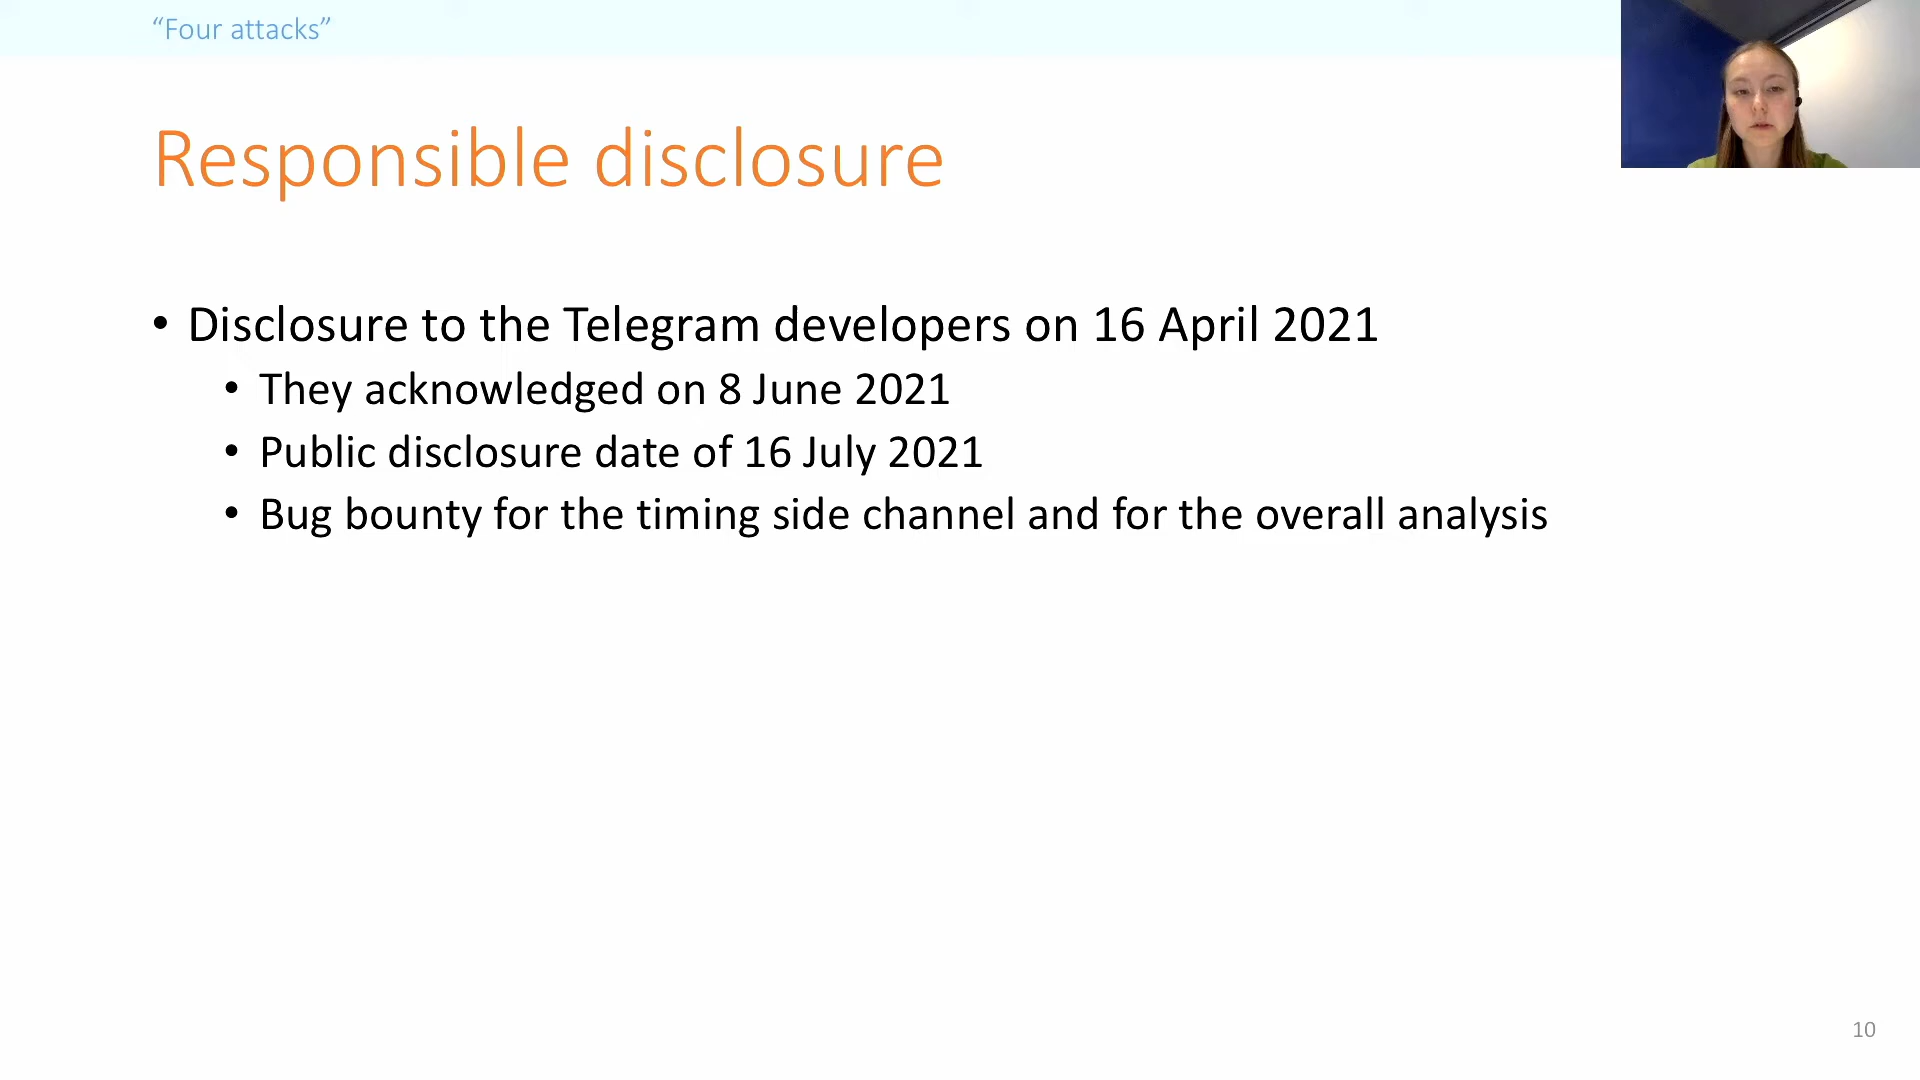 “Four attacks”
Responsible disclosure
• Disclosure to the Telegram developers on 16 April 2021
• They acknowledged on 8 June 2021
• Public disclosure date of 16 July 2021
• Bug bounty for the timing side channel and for the overall analysis
10